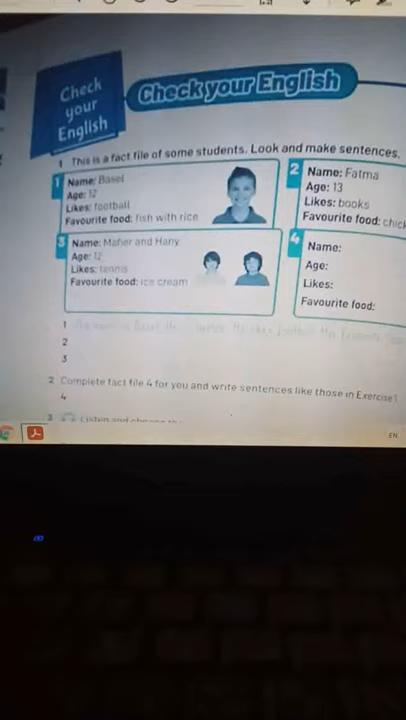 Check your English
Check your English
1 This is a fact file of some students. Look and make sentences.
1 Name: Basel
Age: 12
Likes: football
Favourite food: fish with rice
2 Name: Fatma
Age: 13
Likes: books
Favourite food: chick
3 Name: Maher and Hany
Age: 12
Likes: tennis
Favourite food: ice cream
4 Name:
Age:
Likes:
Favourite food:
1
2
3
2 Complete fact file 4 for you and write sentences like those in Exercise 1
4
3 Listen and
EN